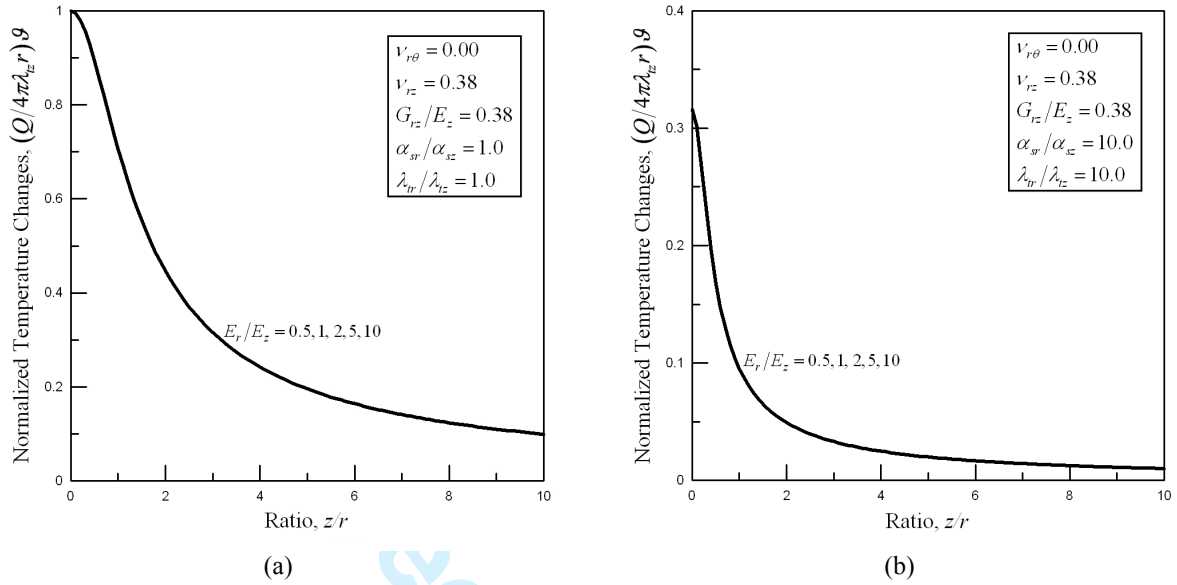 Normalized Temperature Changes, (Q/4πλ_tz r)ϑ
1
0.8
0.6
0.4
0.2
0
0 2 4 6 8 10
Ratio, z/r
ν_rθ = 0.00
ν_rz = 0.38
G_rz/E_z = 0.38
α_sr/α_sz = 1.0
λ_tr/λ_tz = 1.0
E_r/E_z = 0.5, 1, 2, 5, 10
(a)
Normalized Temperature Changes, (Q/4πλ_tz r)ϑ
0.4
0.3
0.2
0.1
0
0 2 4 6 8 10
Ratio, z/r
ν_rθ = 0.00
ν_rz = 0.38
G_rz/E_z = 0.38
α_sr/α_sz = 10.0
λ_tr/λ_tz = 10.0
E_r/E_z = 0.5, 1, 2, 5, 10
(b)